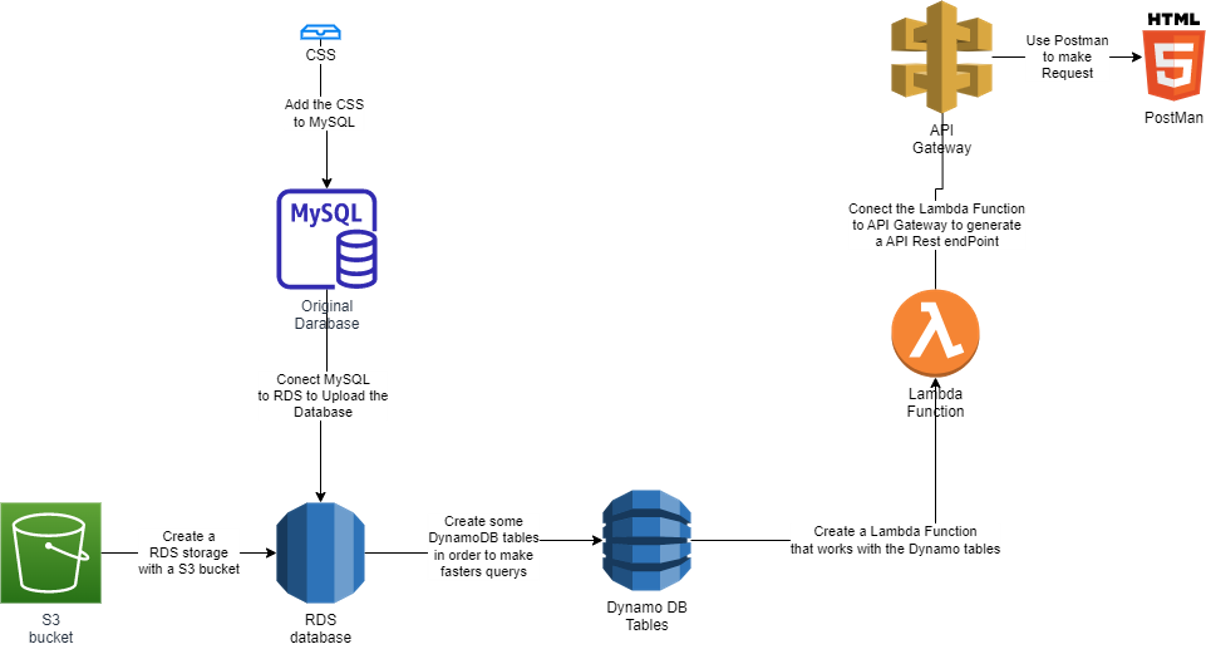 CSS
Add the CSS
to MySQL
MySQL
Original
Darabase
Conect MySQL
to RDS to Upload the
Database
S3
bucket
Create a
RDS storage
with a S3 bucket
RDS
database
Create some
DynamoDB tables
in order to make
fasters querys
Dynamo DB
Tables
Create a Lambda Function
that works with the Dynamo tables
Lambda
Function
Conect the Lambda Function
to API Gateway to generate
a API Rest endPoint
API
Gateway
Use Postman
to make
Request
HTML
5
PostMan